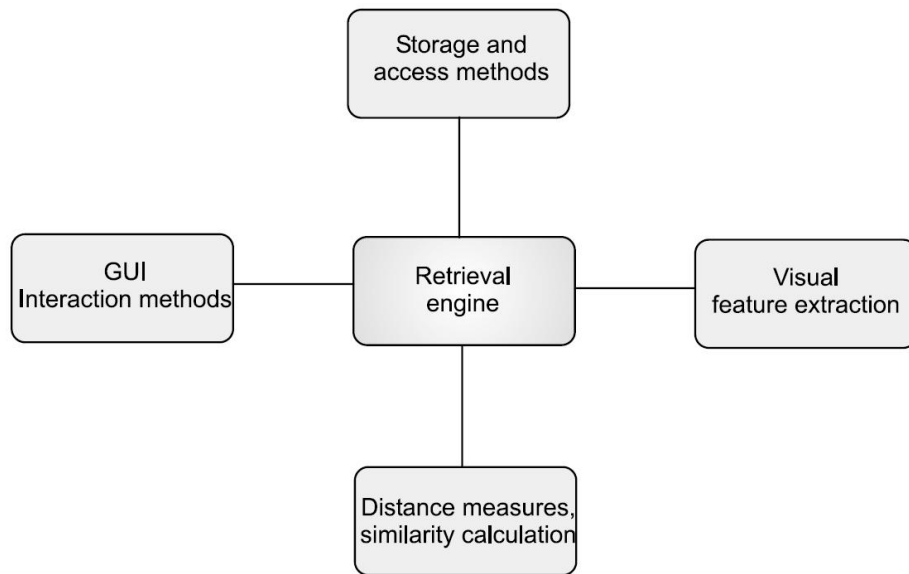 Storage and
access methods
GUI
Interaction methods
Retrieval
engine
Visual
feature extraction
Distance measures,
similarity calculation